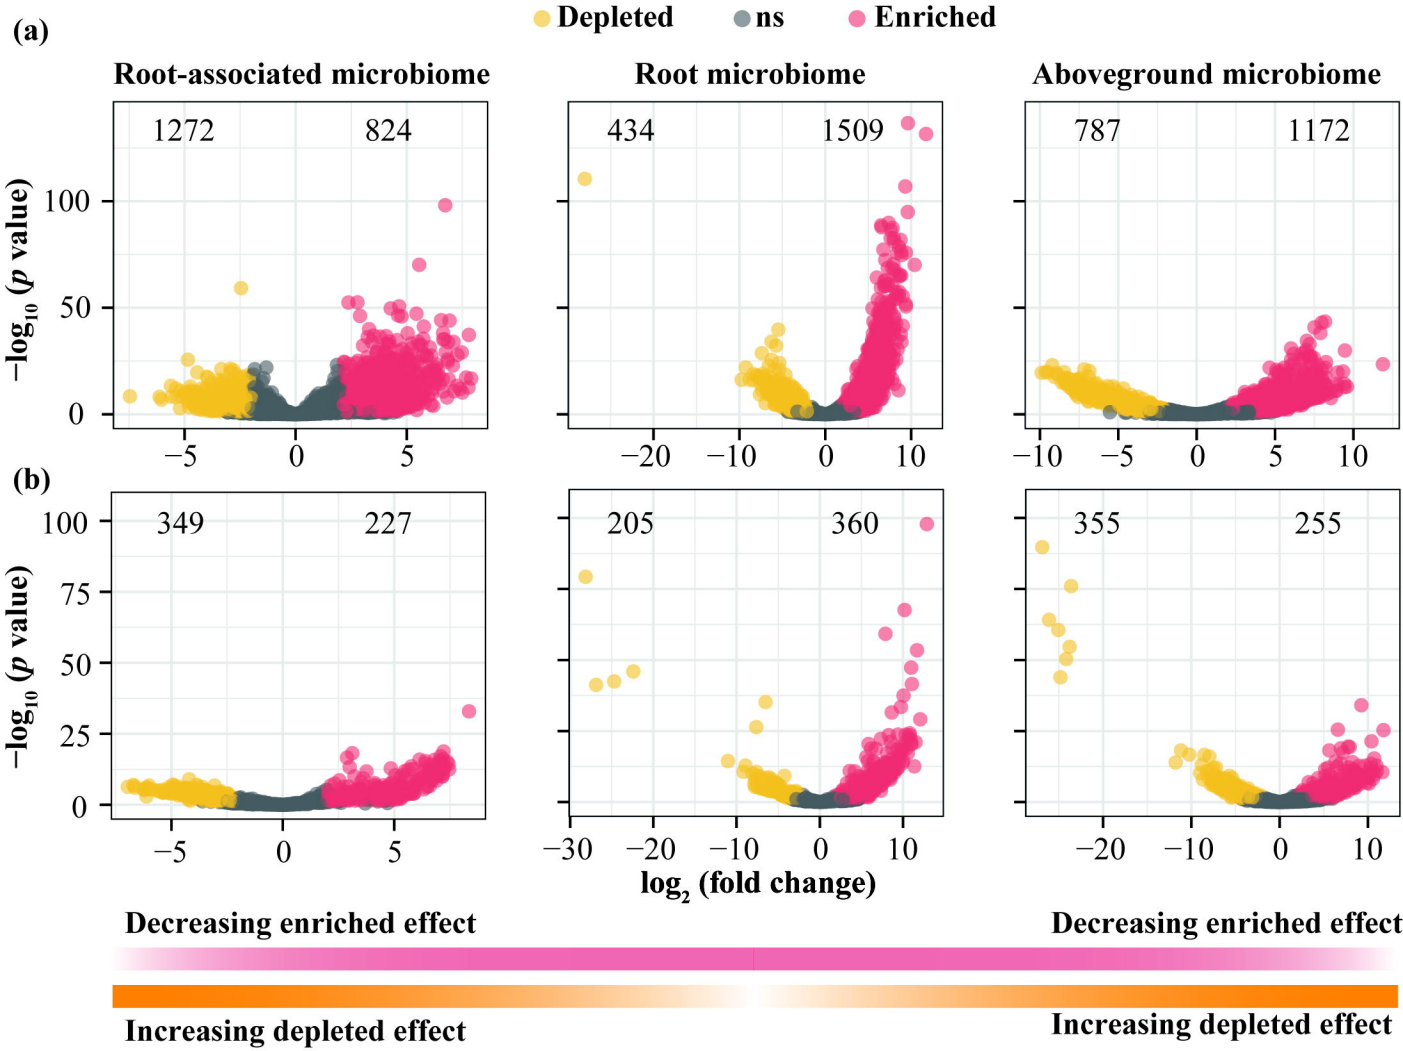 (a)
Depleted ns Enriched
Root-associated microbiome Root microbiome Aboveground microbiome
1272 824 434 1509 787 1172
−log10 (p value)
100
50
0
−5 0 5 −20 −10 0 10 −10 −5 0 5 10
(b)
349 227 205 360 355 255
−log10 (p value)
100
75
50
25
0
−5 0 5 −30 −20 −10 0 10 −20 −10 0 10
log2 (fold change)
Decreasing enriched effect Decreasing enriched effect
Increasing depleted effect Increasing depleted effect